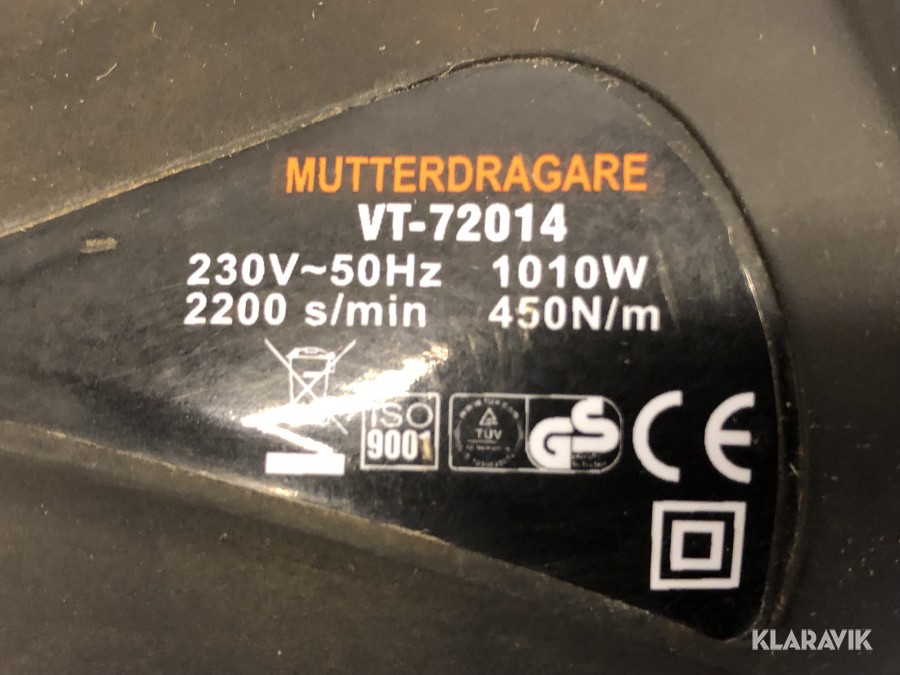 MUTTERDRAGARE
VT-72014
230V~50Hz 1010W
2200 s/min 450N/m
ISO
9001
TÜV
GS
CE
KLARAVIK